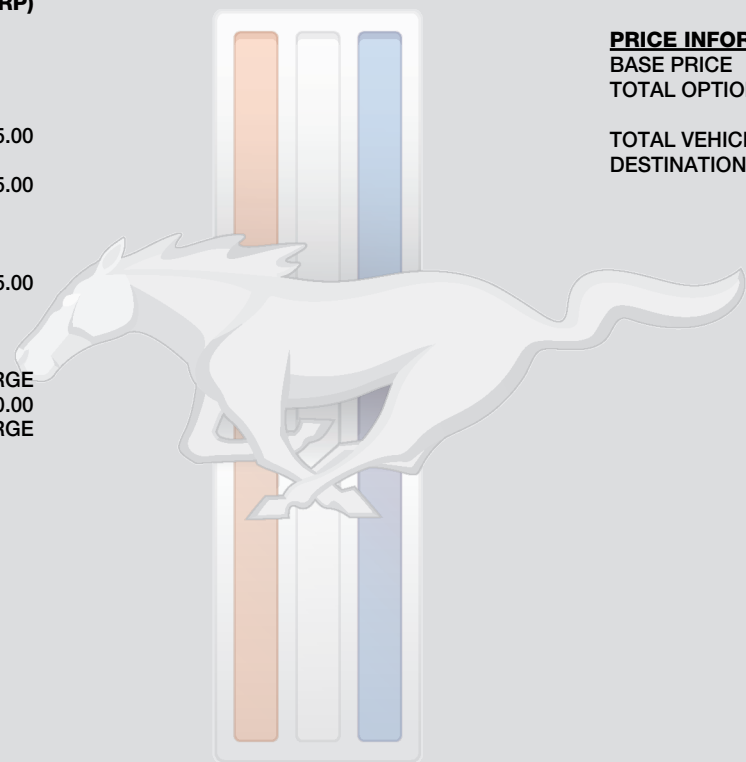 RP)
5.00
5.00
5.00
RGE
0.00
RGE
PRICE INFOR
BASE PRICE
TOTAL OPTIO
TOTAL VEHICL
DESTINATION